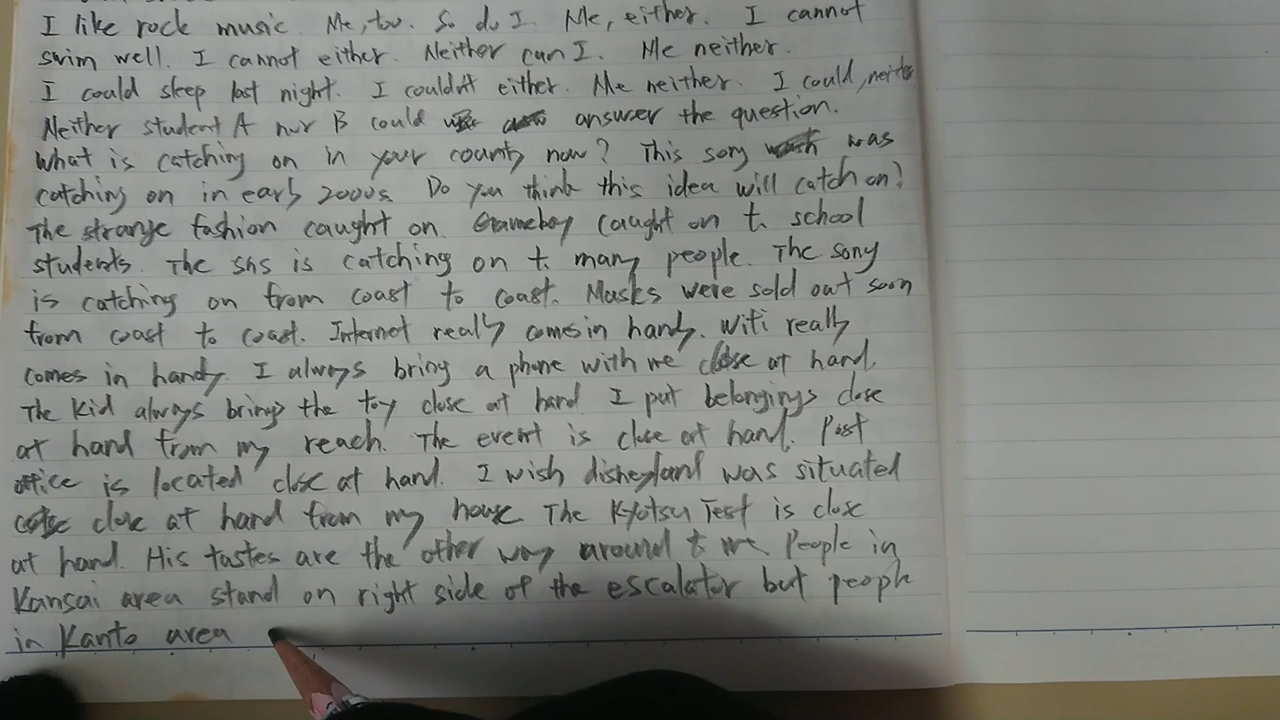 I like rock music. Me, too. So do I. Me, either. I cannot
swim well. I cannot either. Neither can I. Me neither.
I could sleep last night. I couldn't either. Me neither. I could, neither
Neither student A nor B could answer the question.
What is catching on in your country now? This song was
catching on in early 2000s. Do you think this idea will catch on?
The strange fashion caught on. Gameboy caught on to school
students. The sns is catching on to many people. The song
is catching on from coast to coast. Masks were sold out soon
from coast to coast. Internet really comes in handy. Wifi really
comes in handy. I always bring a phone with me close at hand.
The kid always brings the toy close at hand I put belongings close
at hand from my reach. The event is close at hand. Post
office is located close at hand. I wish disneyland was situated
close at hand from my house. The Kyotsu Test is close
at hand. His tastes are the other way around to me. People in
Kansai area stand on right side of the escalator but people
in Kanto area